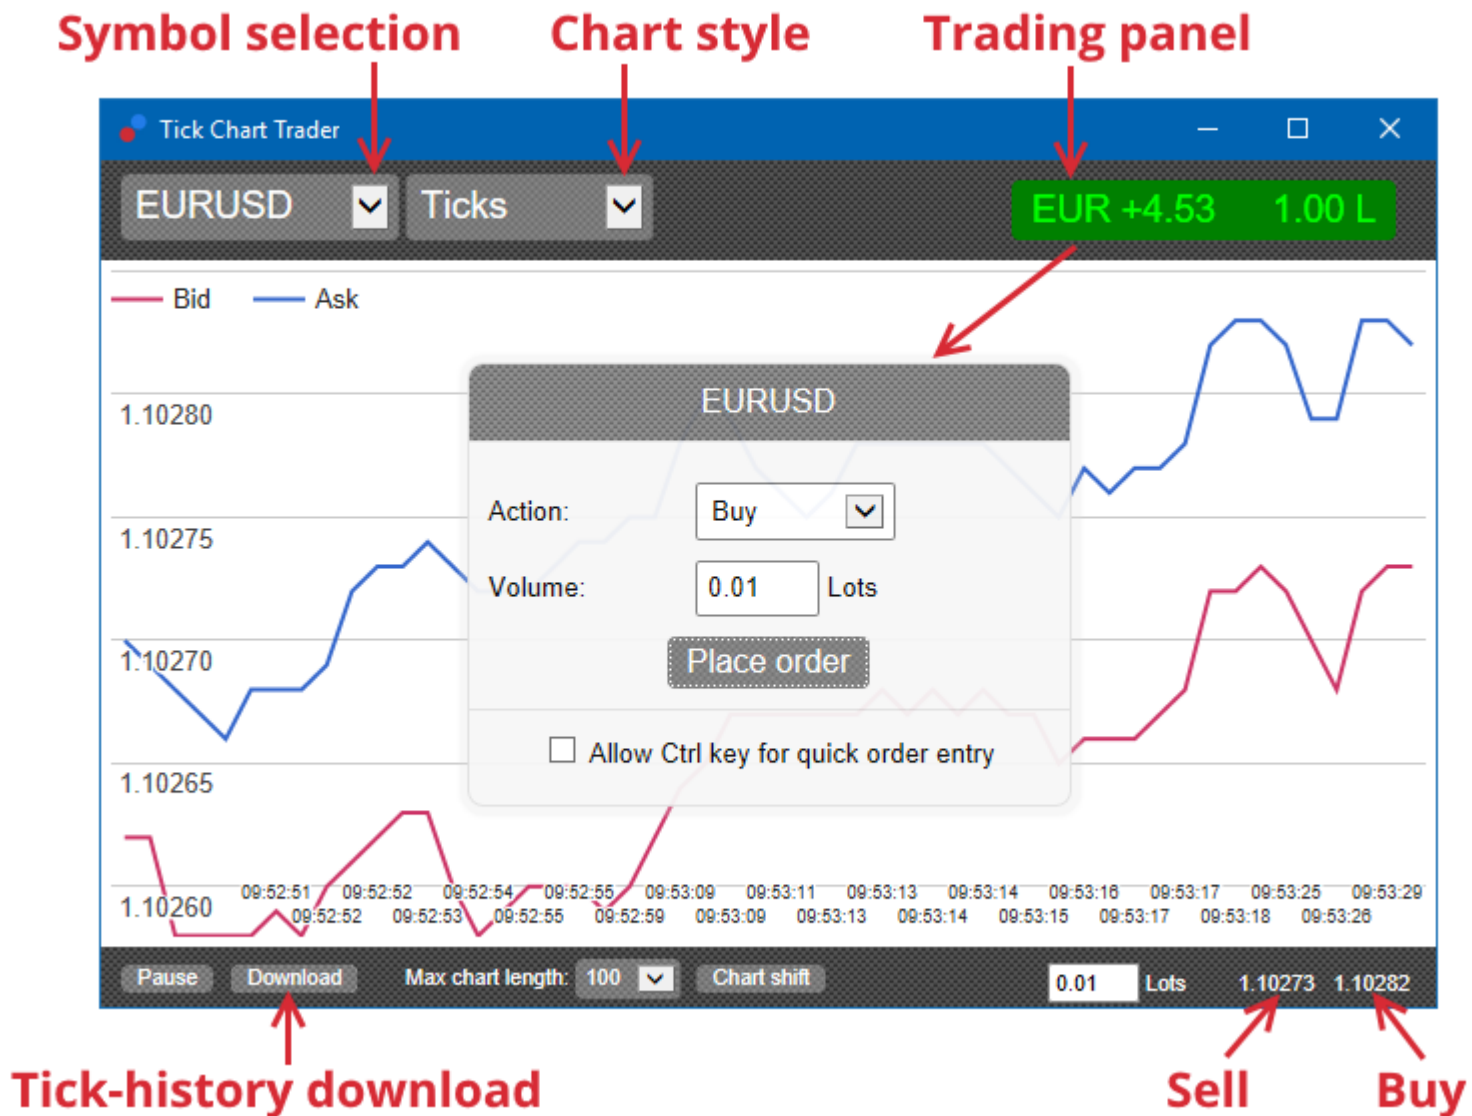 Symbol selection Chart style Trading panel
Tick Chart Trader
EURUSD Ticks EUR +4.53 1.00 L
Bid Ask
EURUSD
1.10280
Action: Buy
1.10275
Volume: 0.01 Lots
1.10270 Place order
Allow Ctrl key for quick order entry
1.10265
09:52:51 09:52:52 09:52:54 09:52:55 09:53:09 09:53:11 09:53:13 09:53:14 09:53:16 09:53:17 09:53:25 09:53:29
1.10260 09:52:52 09:52:53 09:52:55 09:52:59 09:53:09 09:53:13 09:53:14 09:53:15 09:53:17 09:53:18 09:53:26
Pause Download Max chart length: 100 Chart shift 0.01 Lots 1.10273 1.10282
Tick-history download Sell Buy